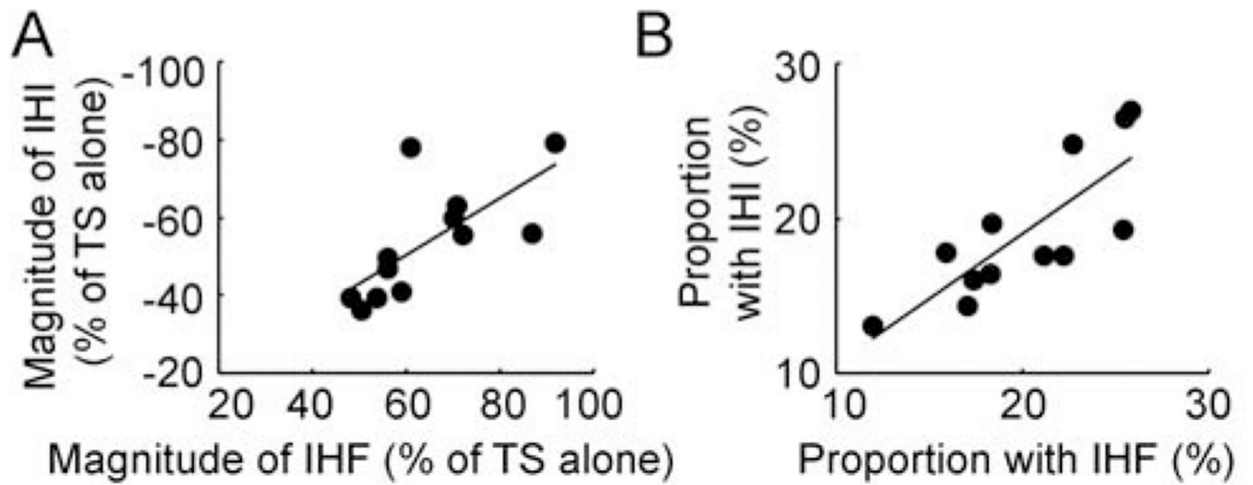 A
Magnitude of IHI
(% of TS alone)
-100
-80
-60
-40
-20
20 40 60 80 100
Magnitude of IHF (% of TS alone)
B
Proportion
with IHI (%)
30
20
10
10 20 30
Proportion with IHF (%)